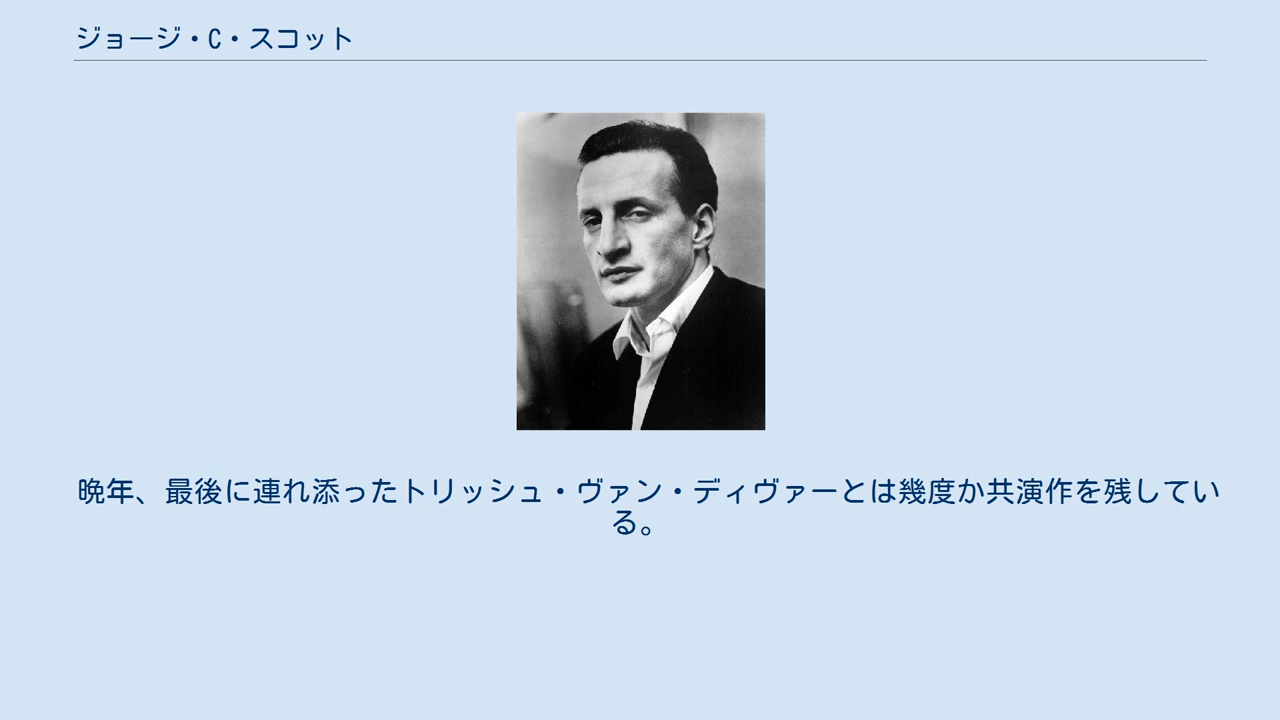 ジョージ・C・スコット
晩年、最後に連れ添ったトリッシュ・ヴァン・ディヴァーとは幾度か共演作を残してい
る。